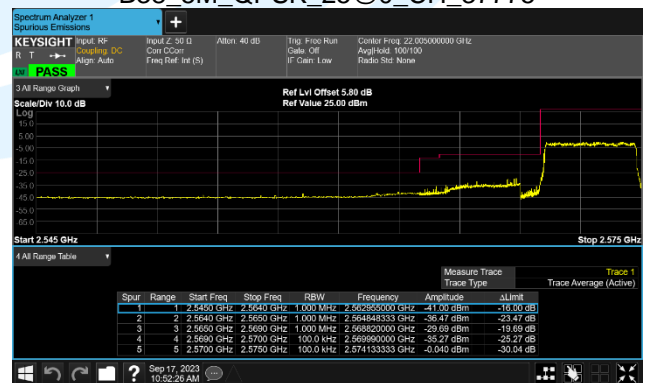 Spectrum Analyzer 1
Spurious Emissions
+
KEYSIGHT Input: RF
R T Coupling: DC
Align: Auto
LW PASS
Input Z: 50 Ω
Corr CCorr
Freq Ref: Int (S)
Atten: 40 dB
Trig: Free Run
Gate: Off
IF Gain: Low
Center Freq: 22.005000000 GHz
Avg|Hold: 100/100
Radio Std: None
3 All Range Graph
Scale/Div 10.0 dB
Ref Lvl Offset 5.80 dB
Ref Value 25.00 dBm
Log
15.0
5.00
-5.00
-15.0
-25.0
-35.0
-45.0
-55.0
-65.0
Start 2.545 GHz
Stop 2.575 GHz
4 All Range Table
Measure Trace Trace 1
Trace Type Trace Average (Active)
Spur Range Start Freq Stop Freq RBW Frequency Amplitude ΔLimit
1 1 2.5450 GHz 2.5640 GHz 1.000 MHz 2.562955000 GHz -41.00 dBm -16.00 dB
2 2 2.5640 GHz 2.5650 GHz 1.000 MHz 2.564848333 GHz -36.47 dBm -23.47 dB
3 3 2.5650 GHz 2.5690 GHz 1.000 MHz 2.568820000 GHz -29.69 dBm -19.69 dB
4 4 2.5690 GHz 2.5700 GHz 100.0 kHz 2.569990000 GHz -35.27 dBm -25.27 dB
5 5 2.5700 GHz 2.5750 GHz 100.0 kHz 2.574133333 GHz -0.040 dBm -30.04 dB
?
Sep 17, 2023
10:52:26 AM